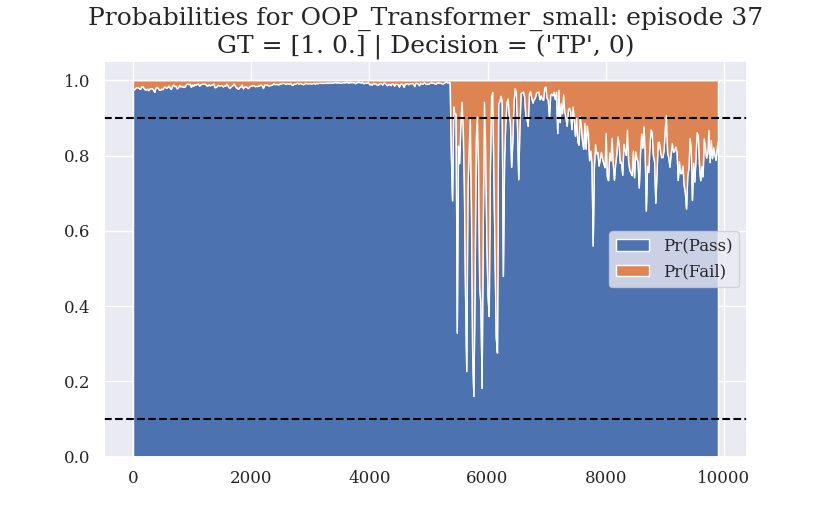 Probabilities for OOP_Transformer_small: episode 37
GT = [1. 0.] | Decision = ('TP', 0)
1.0
0.8
0.6
0.4
0.2
0.0
Pr(Pass)
Pr(Fail)
0 2000 4000 6000 8000 10000